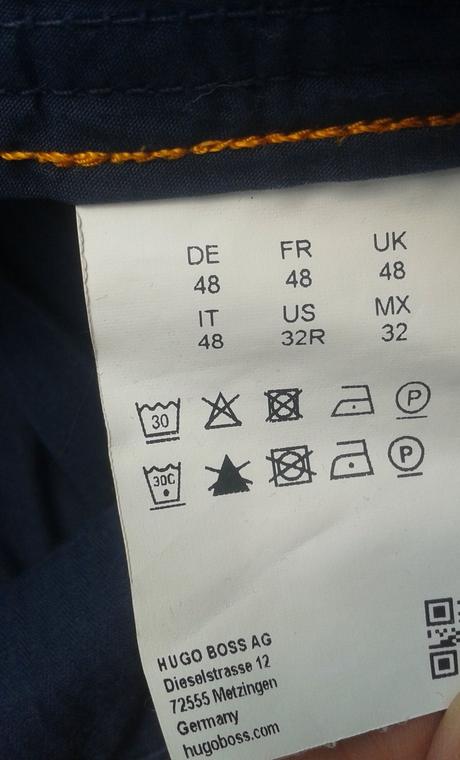 DE FR UK
48 48 48
IT US MX
48 32R 32
30 P
30C P
HUGO BOSS AG
Dieselstrasse 12
72555 Metzingen
Germany
hugoboss.com